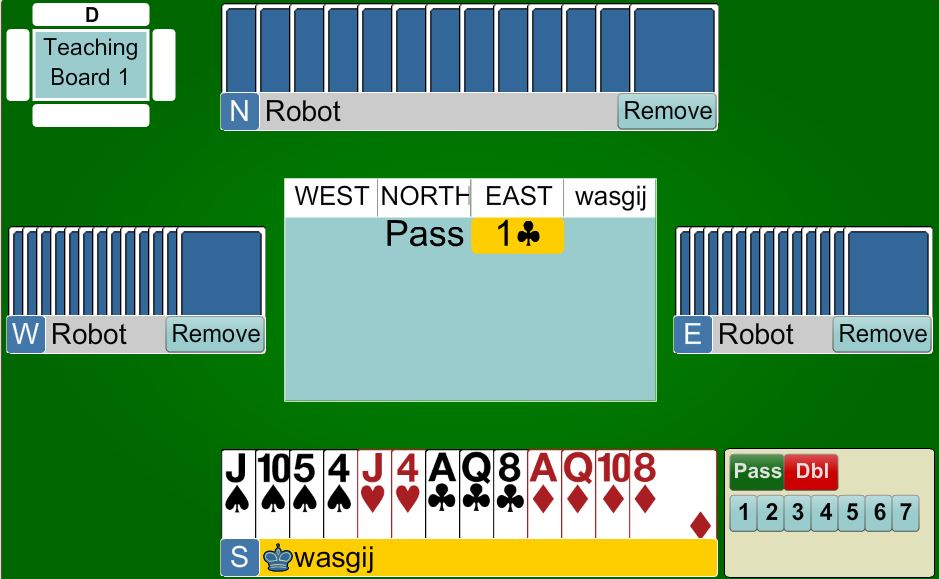 D
Teaching
Board 1
N Robot Remove
WEST NORTH EAST wasgij
Pass 1♣
W Robot Remove
E Robot Remove
J 10 5 4 J 4 A Q 8 A Q 10 8
♠ ♠ ♠ ♠ ♥ ♥ ♣ ♣ ♣ ♦ ♦ ♦ ♦
Pass Dbl
1 2 3 4 5 6 7
S wasgij